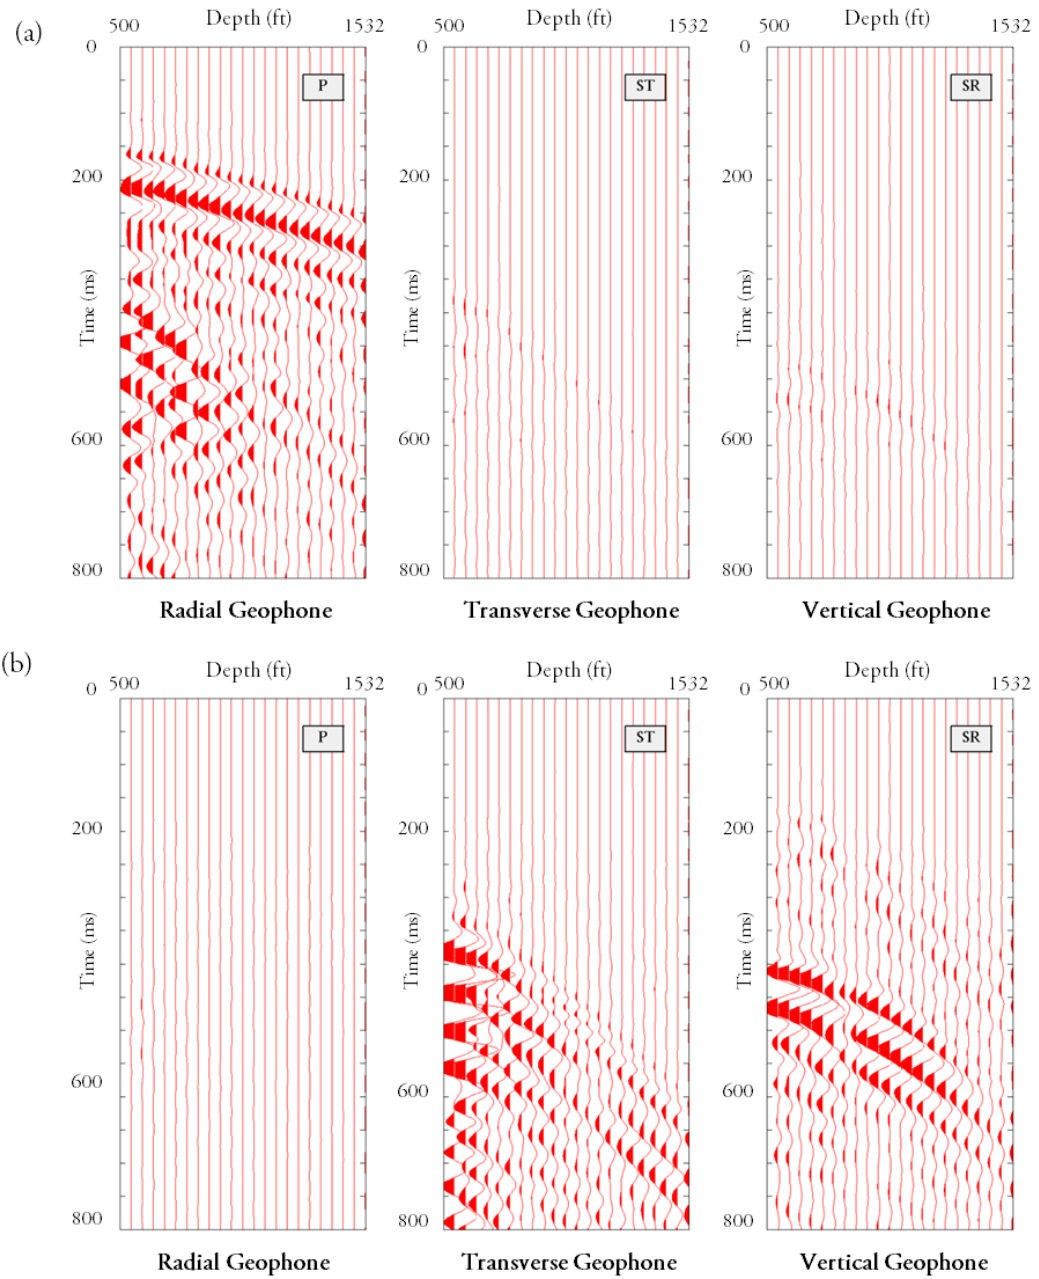 (a)
Depth (ft) Depth (ft) Depth (ft)
500 1532 500 1532 500 1532
0 0 0
P ST SR
200 200 200
Time (ms) Time (ms) Time (ms)
600 600 600
800 800 800
Radial Geophone Transverse Geophone Vertical Geophone
(b)
Depth (ft) Depth (ft) Depth (ft)
0 500 1532 0 500 1532 0 500 1532
P ST SR
200 200 200
Time (ms) Time (ms) Time (ms)
600 600 600
800 800 800
Radial Geophone Transverse Geophone Vertical Geophone